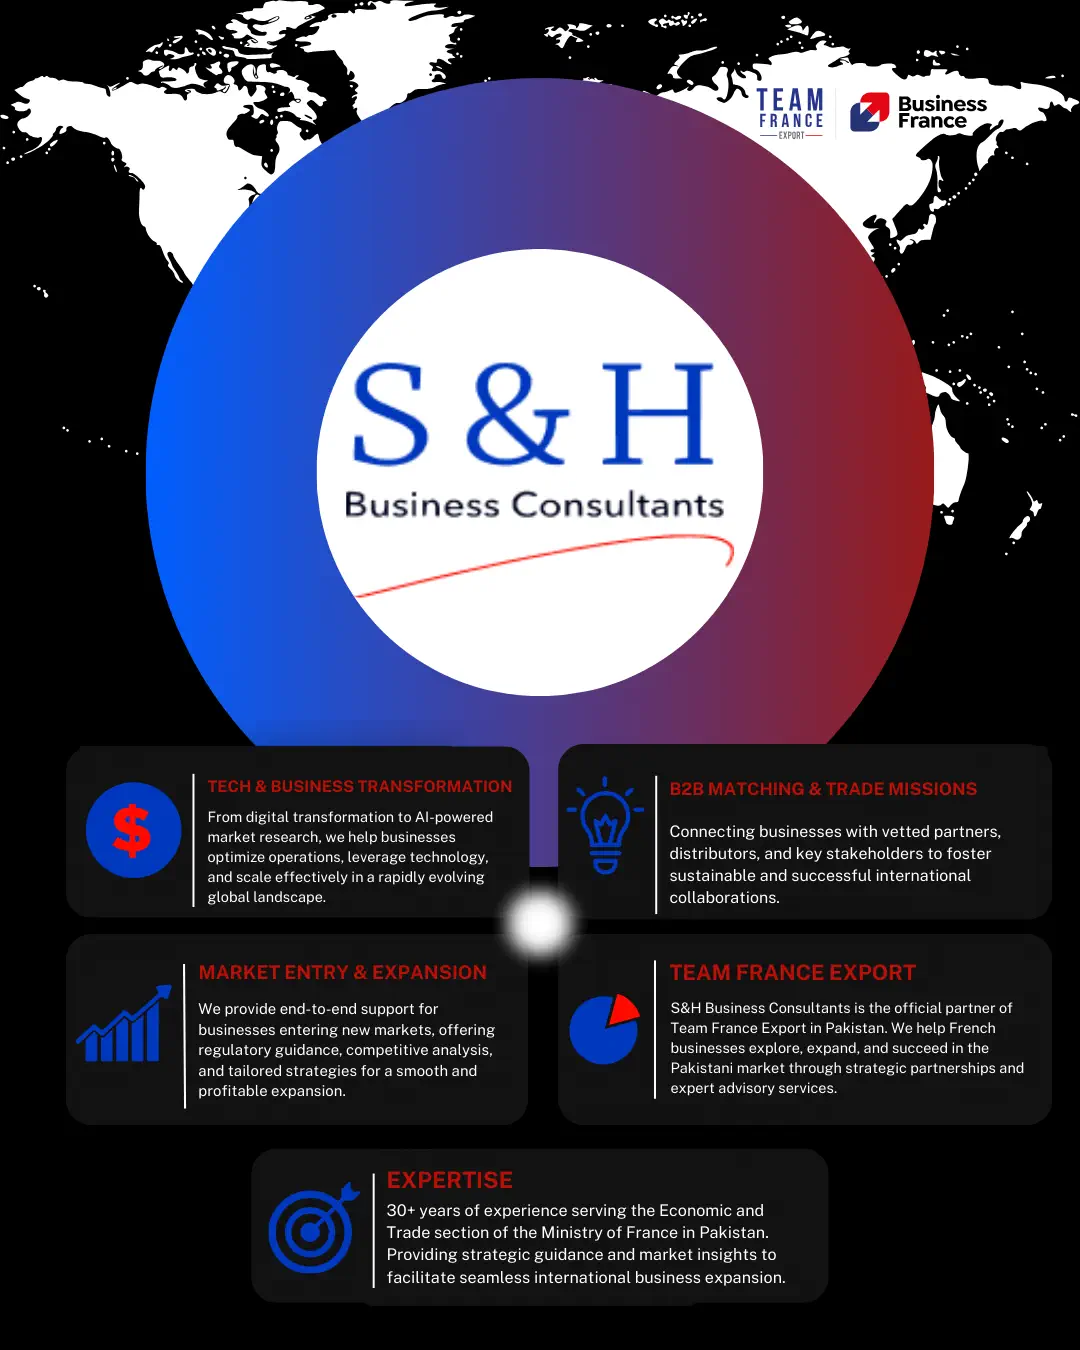 TEAM
FRANCE
EXPORT
Business
France
S & H
Business Consultants
$
TECH & BUSINESS TRANSFORMATION
From digital transformation to AI-powered
market research, we help businesses
optimize operations, leverage technology,
and scale effectively in a rapidly evolving
global landscape.
B2B MATCHING & TRADE MISSIONS
Connecting businesses with vetted partners,
distributors, and key stakeholders to foster
sustainable and successful international
collaborations.
MARKET ENTRY & EXPANSION
We provide end-to-end support for
businesses entering new markets, offering
regulatory guidance, competitive analysis,
and tailored strategies for a smooth and
profitable expansion.
TEAM FRANCE EXPORT
S&H Business Consultants is the official partner of
Team France Export in Pakistan. We help French
businesses explore, expand, and succeed in the
Pakistani market through strategic partnerships and
expert advisory services.
EXPERTISE
30+ years of experience serving the Economic and
Trade section of the Ministry of France in Pakistan.
Providing strategic guidance and market insights to
facilitate seamless international business expansion.